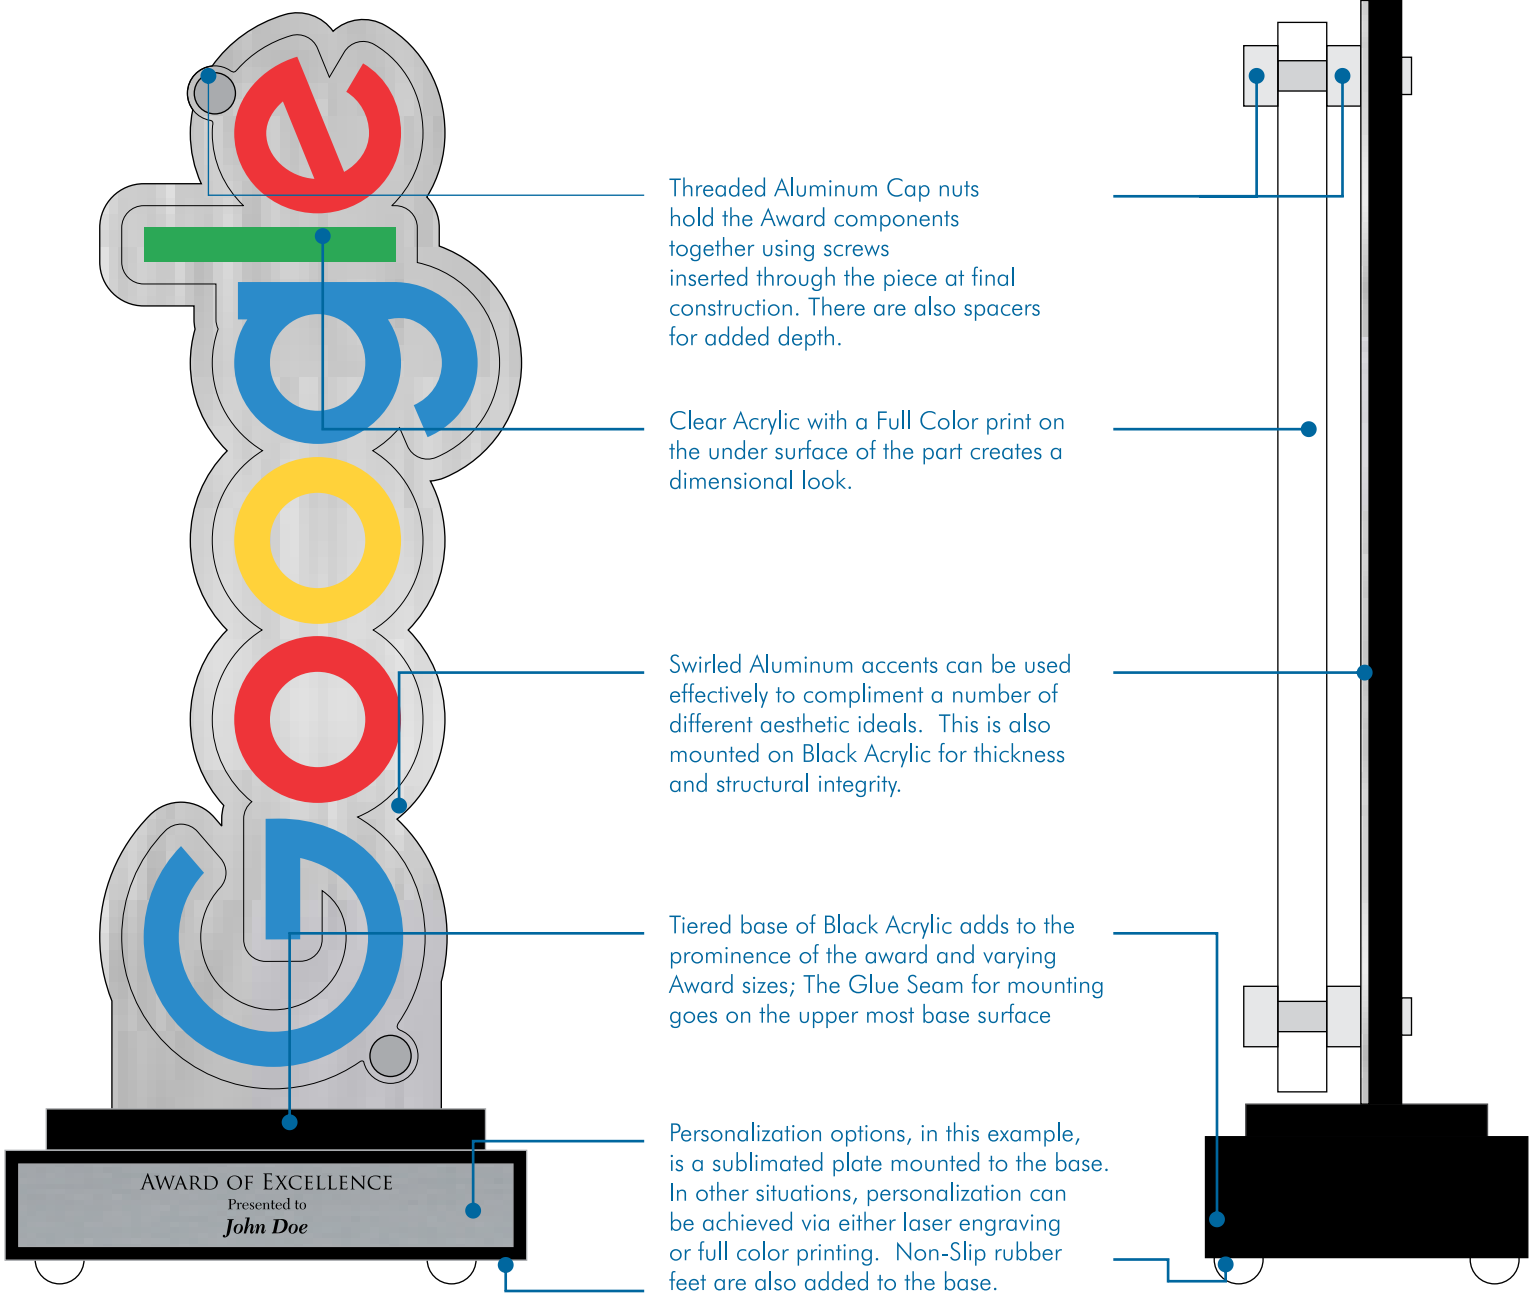 Google
Threaded Aluminum Cap nuts
hold the Award components
together using screws
inserted through the piece at final
construction. There are also spacers
for added depth.
Clear Acrylic with a Full Color print on
the under surface of the part creates a
dimensional look.
Swirled Aluminum accents can be used
effectively to compliment a number of
different aesthetic ideals.  This is also
mounted on Black Acrylic for thickness
and structural integrity.
Tiered base of Black Acrylic adds to the
prominence of the award and varying
Award sizes; The Glue Seam for mounting
goes on the upper most base surface
Personalization options, in this example,
is a sublimated plate mounted to the base.
In other situations, personalization can
be achieved via either laser engraving
or full color printing.  Non-Slip rubber
feet are also added to the base.
AWARD OF EXCELLENCE
Presented to
John Doe